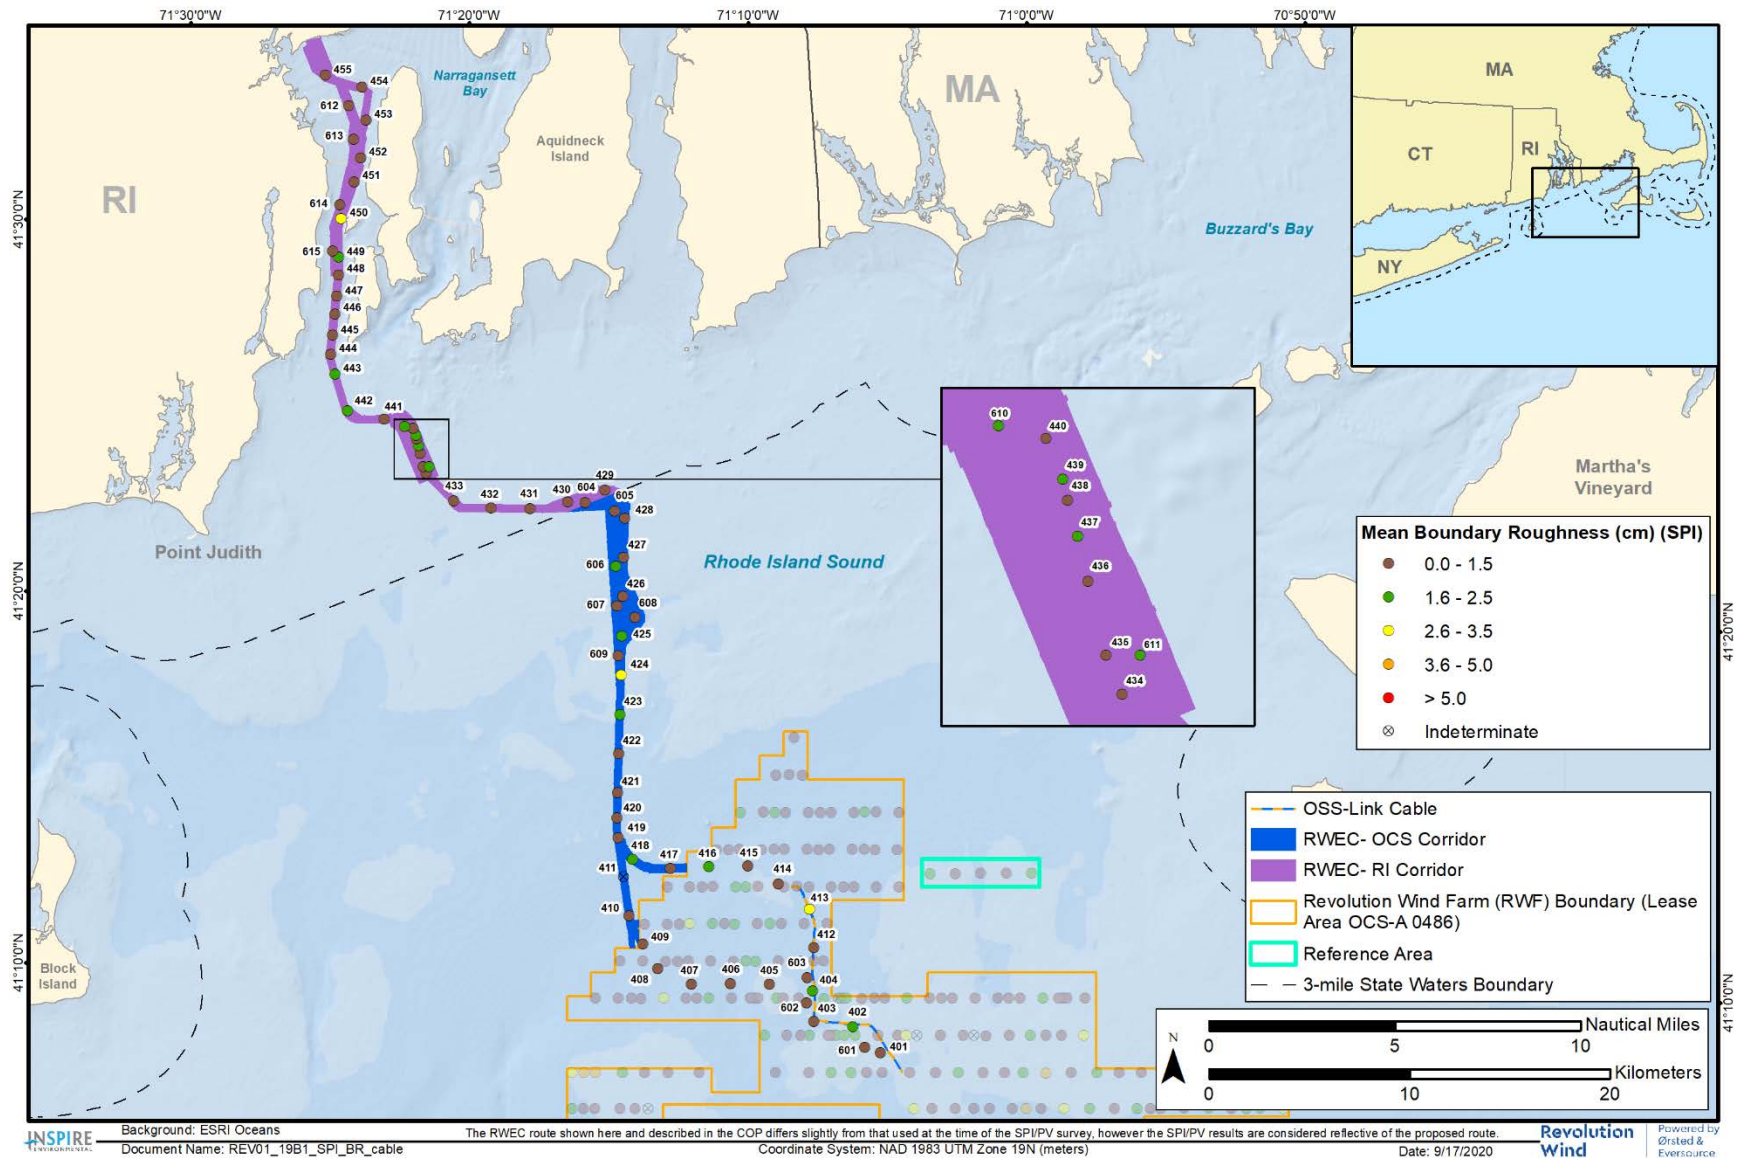 71°30'0"W
71°20'0"W
71°10'0"W
71°0'0"W
70°50'0"W
41°30'0"N
41°20'0"N
41°10'0"N
41°20'0"N
41°10'0"N
RI
MA
Narragansett
Bay
Aquidneck
Island
Buzzard's Bay
Martha's
Vineyard
Point Judith
Rhode Island Sound
Block
Island
MA
CT
RI
NY
455
454
612
453
613
452
451
614
450
615
449
448
447
446
445
444
443
442
441
433
432
431
430
604
429
605
428
427
606
426
607
608
425
609
424
423
422
421
420
419
418
417
416
415
414
411
413
410
412
409
408
407
406
405
603
404
602
403
402
601
401
610
440
439
438
437
436
435
611
434
Mean Boundary Roughness (cm) (SPI)
0.0 - 1.5
1.6 - 2.5
2.6 - 3.5
3.6 - 5.0
> 5.0
Indeterminate
OSS-Link Cable
RWEC- OCS Corridor
RWEC- RI Corridor
Revolution Wind Farm (RWF) Boundary (Lease
Area OCS-A 0486)
Reference Area
3-mile State Waters Boundary
N
Nautical Miles
0 5 10
Kilometers
0 10 20
INSPIRE
ENVIRONMENTAL
Background: ESRI Oceans
Document Name: REV01_19B1_SPI_BR_cable
The RWEC route shown here and described in the COP differs slightly from that used at the time of the SPI/PV survey, however the SPI/PV results are considered reflective of the proposed route.
Coordinate System: NAD 1983 UTM Zone 19N (meters)
Date: 9/17/2020
Revolution
Wind
Powered by
Ørsted &
Eversource